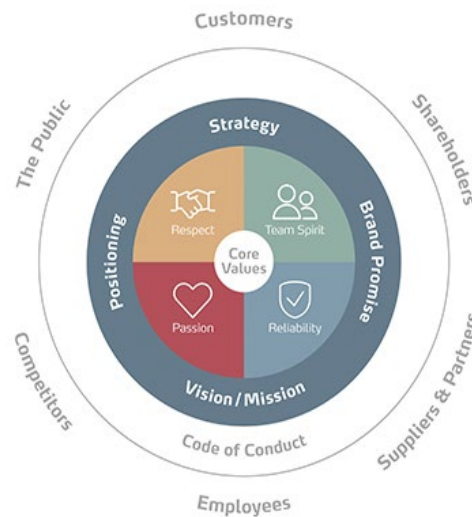 Customers
The Public
Shareholders
Strategy
Positioning
Brand Promise
Respect
Team Spirit
Core
Values
Passion
Reliability
Vision / Mission
Competitors
Suppliers & Partners
Code of Conduct
Employees